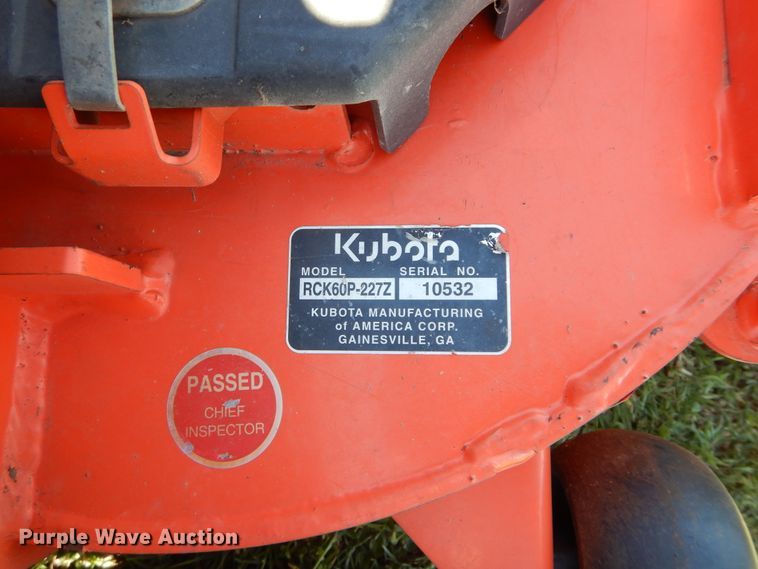 Kubota
MODEL SERIAL NO.
RCK60P-227Z 10532
KUBOTA MANUFACTURING
of AMERICA CORP.
GAINESVILLE, GA
PASSED
CHIEF
INSPECTOR
Purple Wave Auction